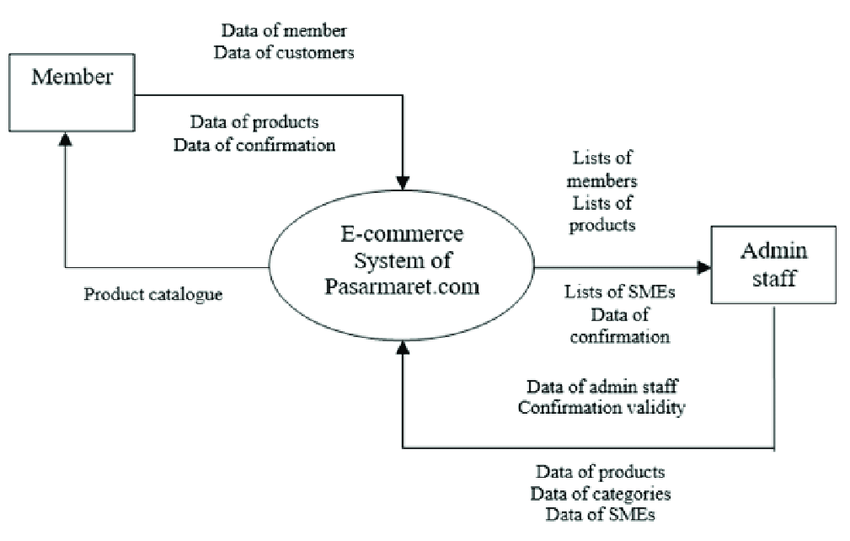 Data of member
Data of customers
Member
Data of products
Data of confirmation
Lists of
members
Lists of
products
E-commerce
System of
Pasarmaret.com
Admin
staff
Product catalogue
Lists of SMEs
Data of
confirmation
Data of admin staff
Confirmation validity
Data of products
Data of categories
Data of SMEs